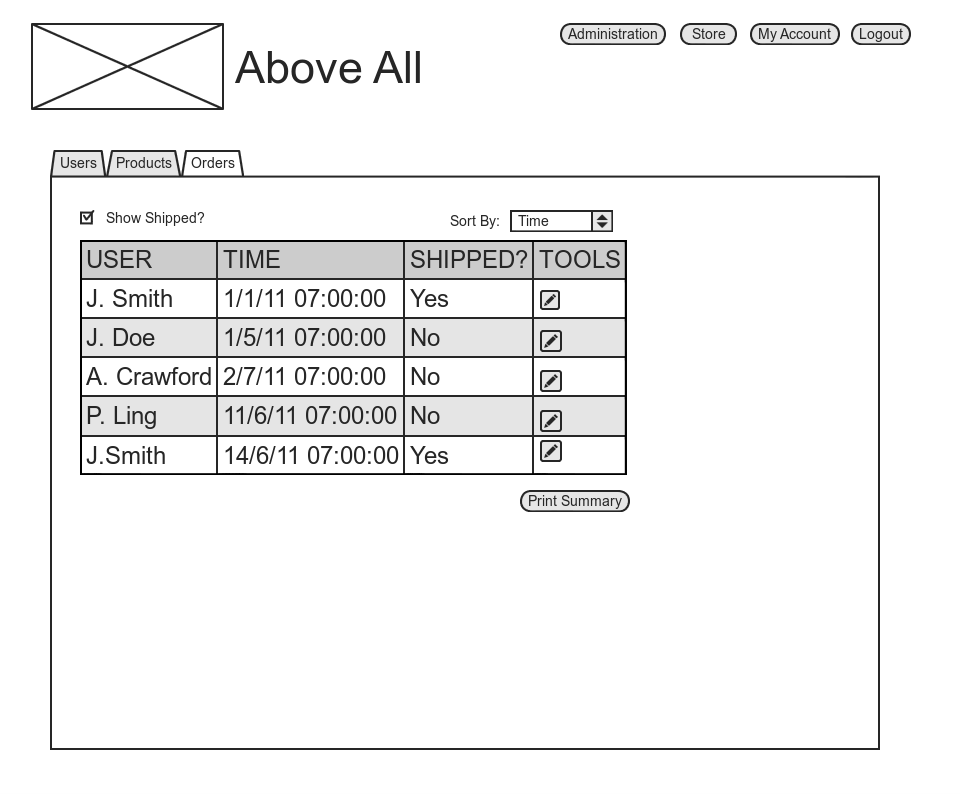 Above All
Administration Store My Account Logout
Users Products Orders
Show Shipped? Sort By: Time
USER TIME SHIPPED? TOOLS
J. Smith 1/1/11 07:00:00 Yes
J. Doe 1/5/11 07:00:00 No
A. Crawford 2/7/11 07:00:00 No
P. Ling 11/6/11 07:00:00 No
J.Smith 14/6/11 07:00:00 Yes
Print Summary